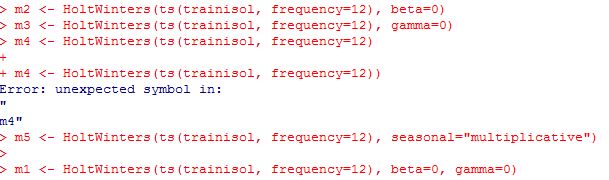 > m2 <- HoltWinters(ts(trainisol, frequency=12), beta=0)
> m3 <- HoltWinters(ts(trainisol, frequency=12), gamma=0)
> m4 <- HoltWinters(ts(trainisol, frequency=12)
+
+ m4 <- HoltWinters(ts(trainisol, frequency=12))
Error: unexpected symbol in:
"
m4"
> m5 <- HoltWinters(ts(trainisol, frequency=12), seasonal="multiplicative")
>
> m1 <- HoltWinters(ts(trainisol, frequency=12), beta=0, gamma=0)